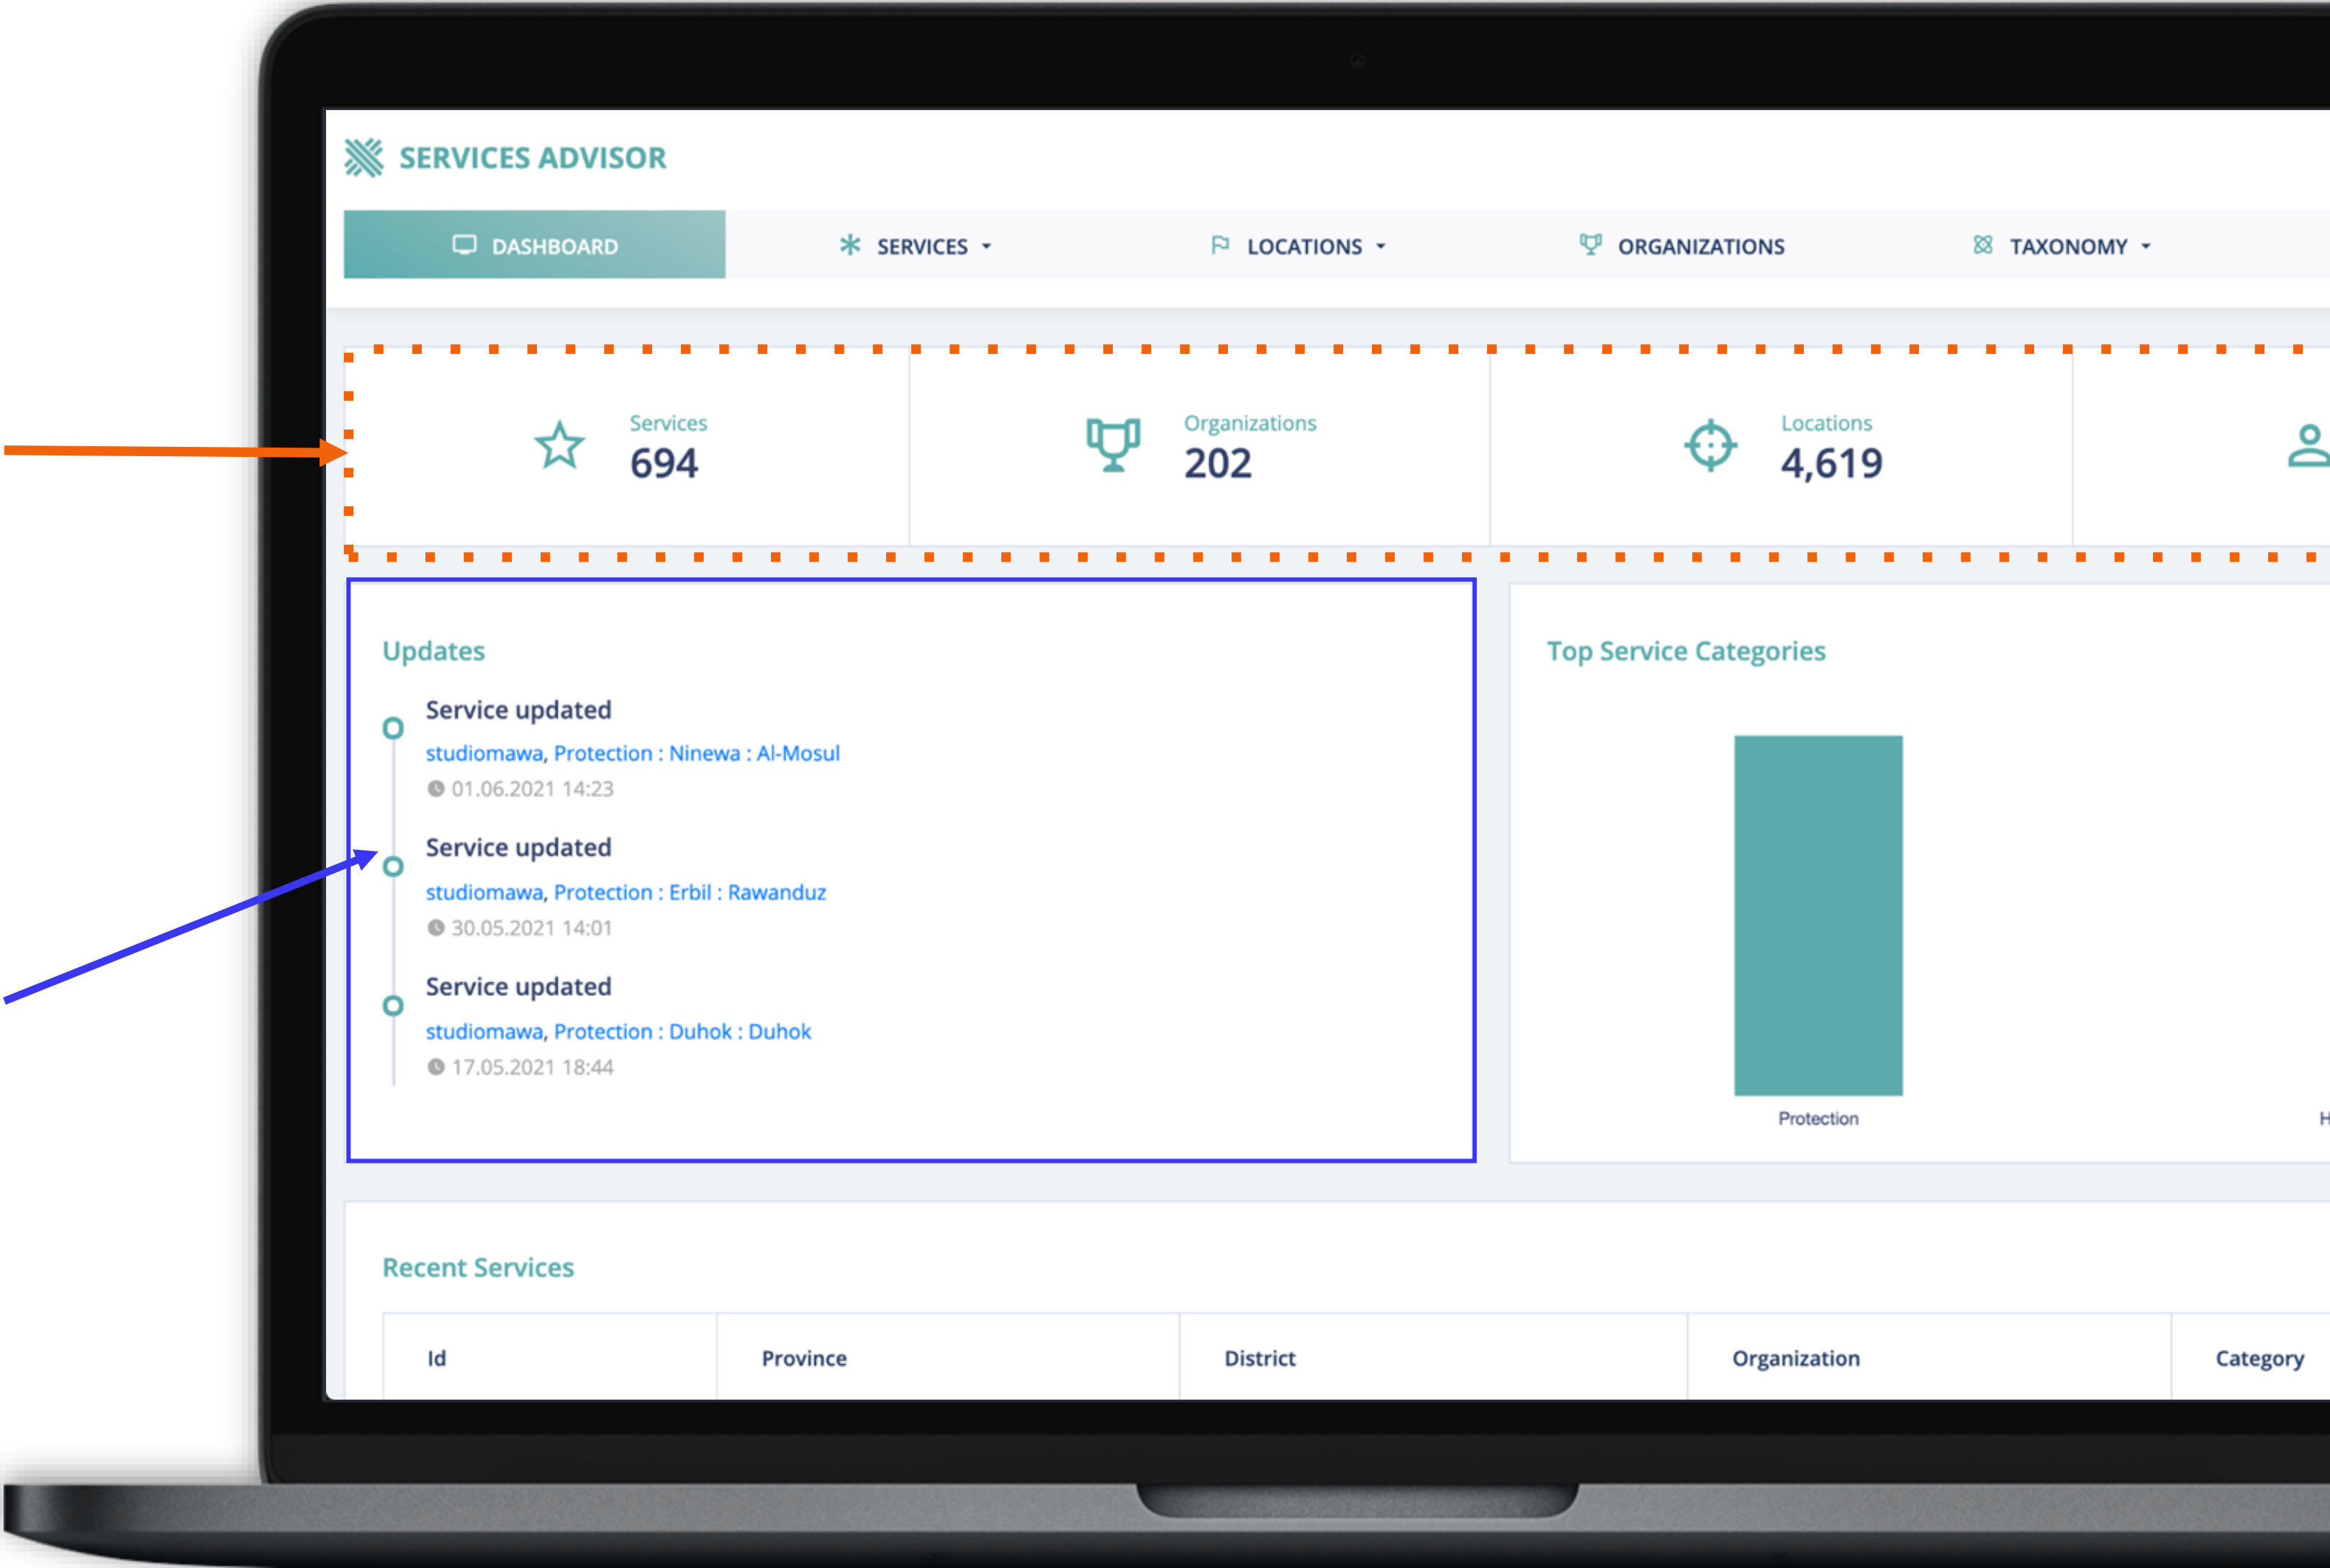 SERVICES ADVISOR
DASHBOARD SERVICES LOCATIONS ORGANIZATIONS TAXONOMY
Services
694
Organizations
202
Locations
4,619
Updates
Service updated
studiomawa, Protection : Ninewa : Al-Mosul
01.06.2021 14:23
Service updated
studiomawa, Protection : Erbil : Rawanduz
30.05.2021 14:01
Service updated
studiomawa, Protection : Duhok : Duhok
17.05.2021 18:44
Top Service Categories
Protection
Recent Services
Id Province District Organization Category